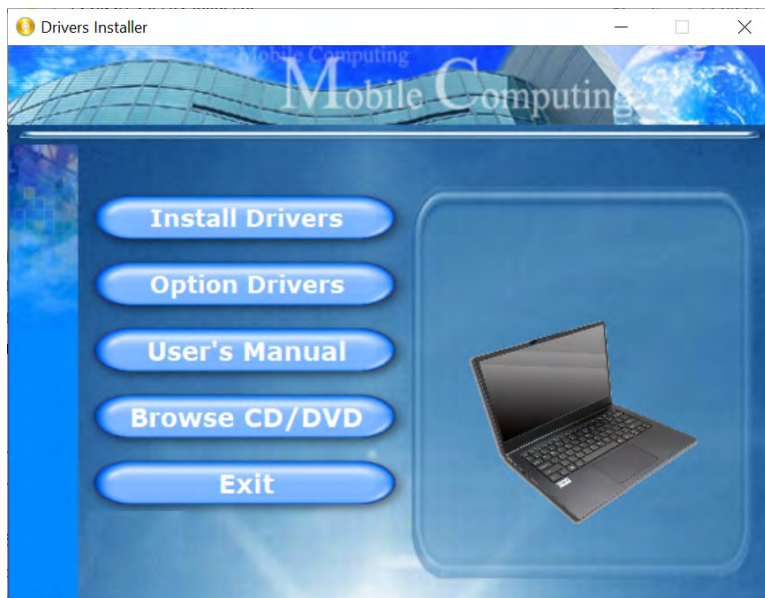 Drivers Installer
Mobile Computing
Mobile Computing
Install Drivers
Option Drivers
User's Manual
Browse CD/DVD
Exit